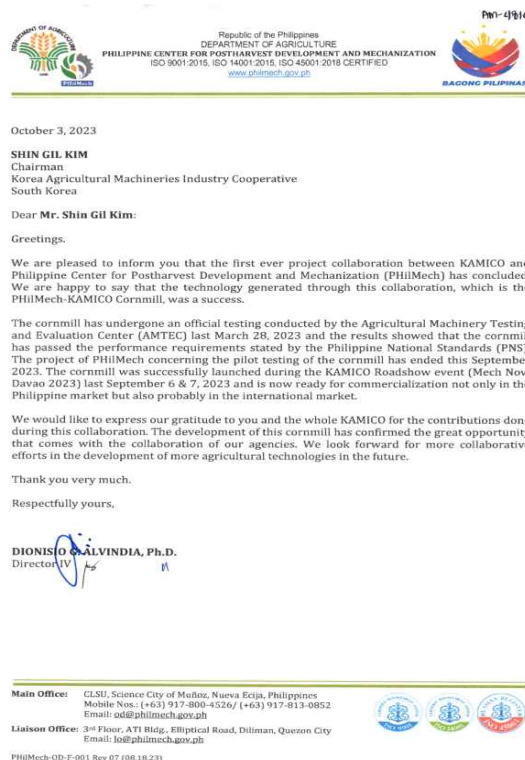 PM-4816
Republic of the Philippines
DEPARTMENT OF AGRICULTURE
PHILIPPINE CENTER FOR POSTHARVEST DEVELOPMENT AND MECHANIZATION
ISO 9001:2015, ISO 14001:2015, ISO 45001:2018 CERTIFIED
www.philmech.gov.ph
DEPARTMENT OF AGRICULTURE
PHilMech
BAGONG PILIPINAS
October 3, 2023
SHIN GIL KIM
Chairman
Korea Agricultural Machineries Industry Cooperative
South Korea
Dear Mr. Shin Gil Kim:
Greetings.
We are pleased to inform you that the first ever project collaboration between KAMICO and
Philippine Center for Postharvest Development and Mechanization (PHilMech) has concluded.
We are happy to say that the technology generated through this collaboration, which is the
PHilMech-KAMICO Cornmill, was a success.
The cornmill has undergone an official testing conducted by the Agricultural Machinery Testing
and Evaluation Center (AMTEC) last March 28, 2023 and the results showed that the cornmill
has passed the performance requirements stated by the Philippine National Standards (PNS)
The project of PHilMech concerning the pilot testing of the cornmill has ended this September
2023. The cornmill was successfully launched during the KAMICO Roadshow event (Mech Now
Davao 2023) last September 6 & 7, 2023 and is now ready for commercialization not only in the
Philippine market but also probably in the international market.
We would like to express our gratitude to you and the whole KAMICO for the contributions done
during this collaboration. The development of this cornmill has confirmed the great opportunity
that comes with the collaboration of our agencies. We look forward for more collaborative
efforts in the development of more agricultural technologies in the future.
Thank you very much.
Respectfully yours,
DIONISIO G. ALVINDIA, Ph.D.
Director IV
Main Office: CLSU, Science City of Muñoz, Nueva Ecija, Philippines
Mobile Nos.: (+63) 917-800-4526/ (+63) 917-813-0852
Email: od@philmech.gov.ph
Liaison Office: 3rd Floor, ATI Bldg., Elliptical Road, Diliman, Quezon City
Email: lo@philmech.gov.ph
PHilMech-OD-F-001 Rev 07 (08.18.23)